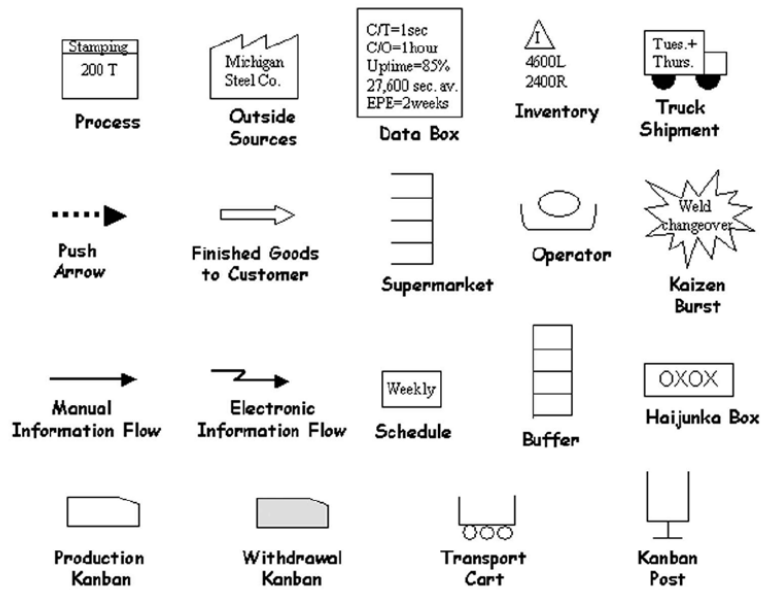 Stamping
200 T
Process
Michigan
Steel Co.
Outside
Sources
C/T=1sec
C/O=1hour
Uptime=85%
27,600 sec. av.
EPE=2weeks
Data Box
I
4600L
2400R
Inventory
Tues.+
Thurs.
Truck
Shipment
Push
Arrow
Finished Goods
to Customer
Supermarket
Operator
Weld
changeover
Kaizen
Burst
Manual
Information Flow
Electronic
Information Flow
Weekly
Schedule
Buffer
OXOX
Haijunka Box
Production
Kanban
Withdrawal
Kanban
Transport
Cart
Kanban
Post